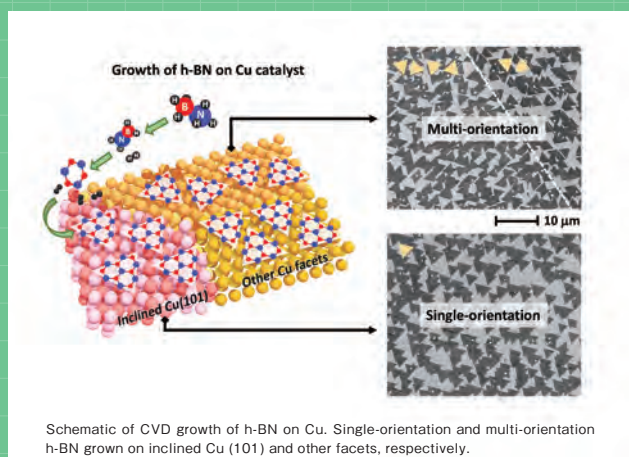 Growth of h-BN on Cu catalyst
B
N
H
H
H
H
H
H
B
N
H
H
H
H
H
H
Multi-orientation
10 μm
Other Cu facets
Inclined Cu(101)
Single-orientation
Schematic of CVD growth of h-BN on Cu. Single-orientation and multi-orientation
h-BN grown on inclined Cu (101) and other facets, respectively.